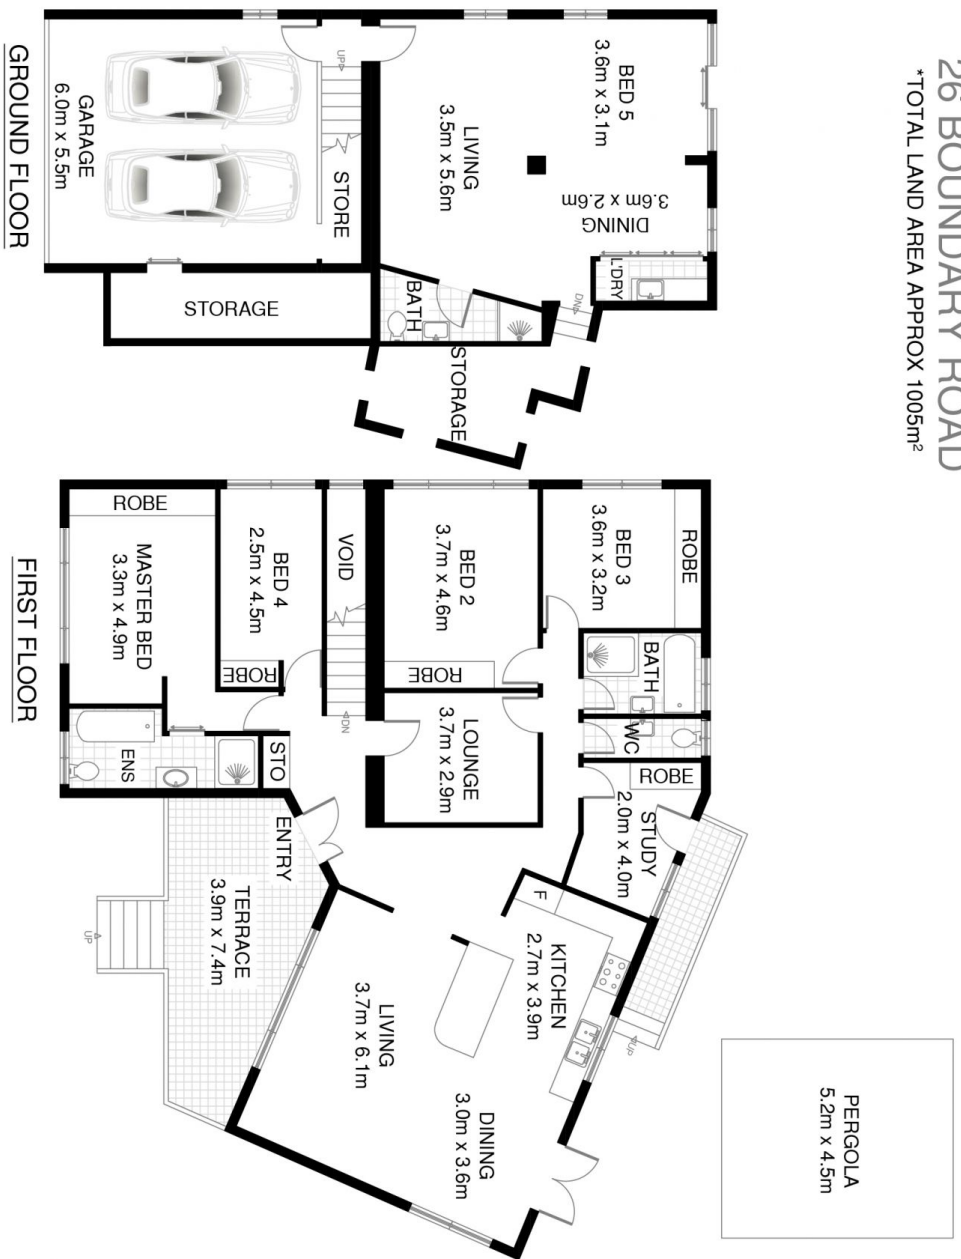 26 BOUNDARY ROAD
*TOTAL LAND AREA APPROX 1005m²
BED 5
3.6m x 3.1m
DINING
3.6m x 2.6m
L'DRY
DN
LIVING
3.5m x 5.6m
BATH
STORAGE
UP
STORE
GARAGE
6.0m x 5.5m
STORAGE
GROUND FLOOR
PERGOLA
5.2m x 4.5m
ROBE
BED 3
3.6m x 3.2m
BATH
WC
ROBE
STUDY
2.0m x 4.0m
Up
BED 2
3.7m x 4.6m
ROBE
LOUNGE
3.7m x 2.9m
F
KITCHEN
2.7m x 3.9m
DINING
3.0m x 3.6m
LIVING
3.7m x 6.1m
VOID
DN
BED 4
2.5m x 4.5m
ROBE
STO
ENTRY
TERRACE
3.9m x 7.4m
UP
ROBE
MASTER BED
3.3m x 4.9m
ENS
FIRST FLOOR